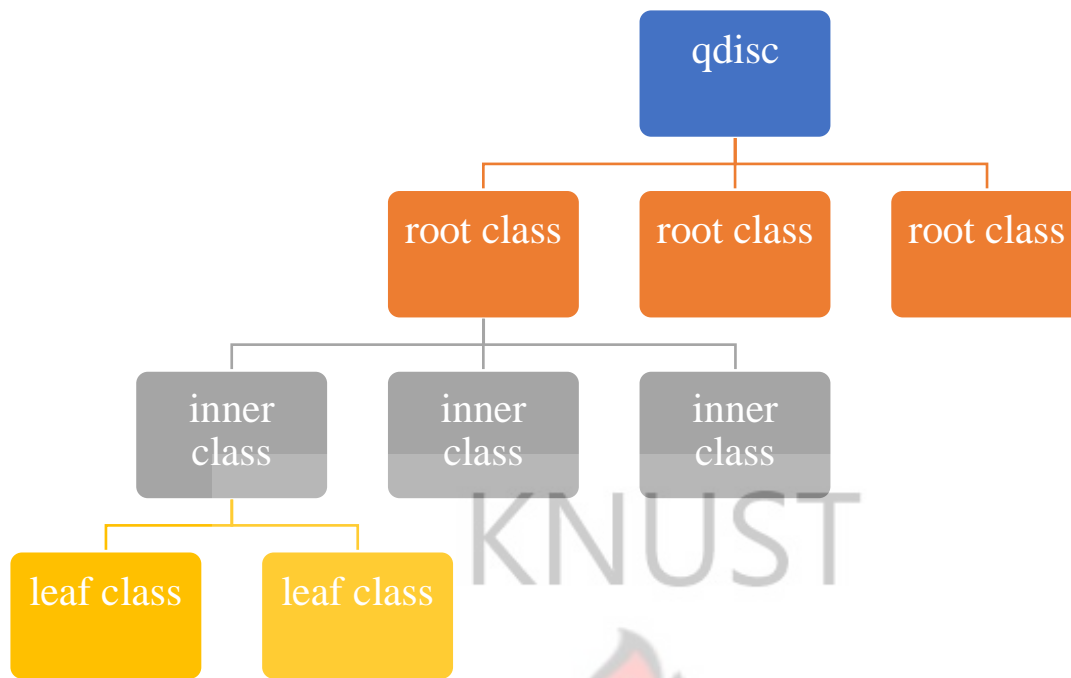 qdisc
root class
root class
root class
inner
class
inner
class
inner
class
KNUST
leaf class
leaf class